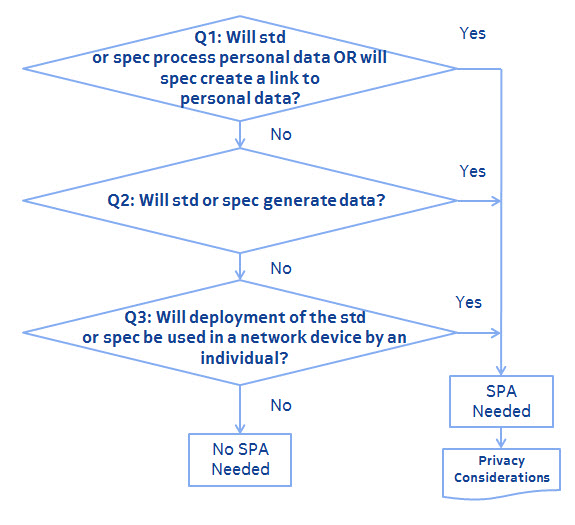 Q1: Will std
or spec process personal data OR will
spec create a link to
personal data?
Yes
No
Q2: Will std or spec generate data?
Yes
No
Q3: Will deployment of the std
or spec be used in a network device by an
individual?
Yes
No
No SPA
Needed
SPA
Needed
Privacy
Considerations